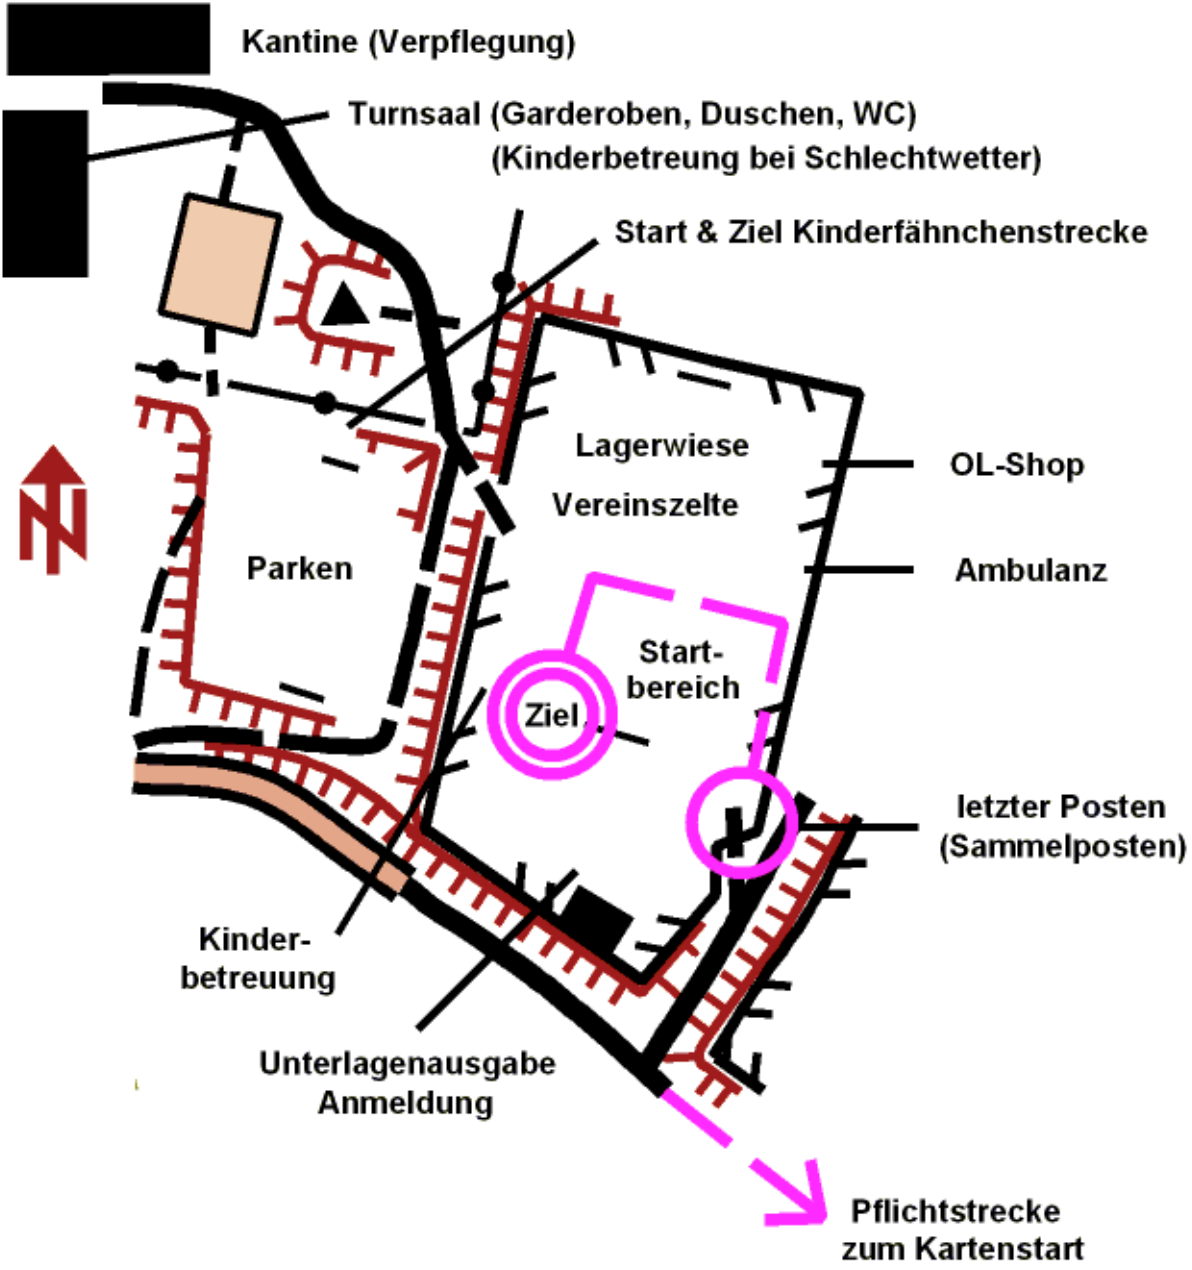 Kantine (Verpflegung)
Turnsaal (Garderoben, Duschen, WC)
(Kinderbetreung bei Schlechtwetter)
Start & Ziel Kinderfähnchenstrecke
Lagerwiese
OL-Shop
Vereinszelte
Parken
Ambulanz
Start-
bereich
Ziel
letzter Posten
(Sammelposten)
Kinder-
betreuung
Unterlagenausgabe
Anmeldung
Pflichtstrecke
zum Kartenstart
N